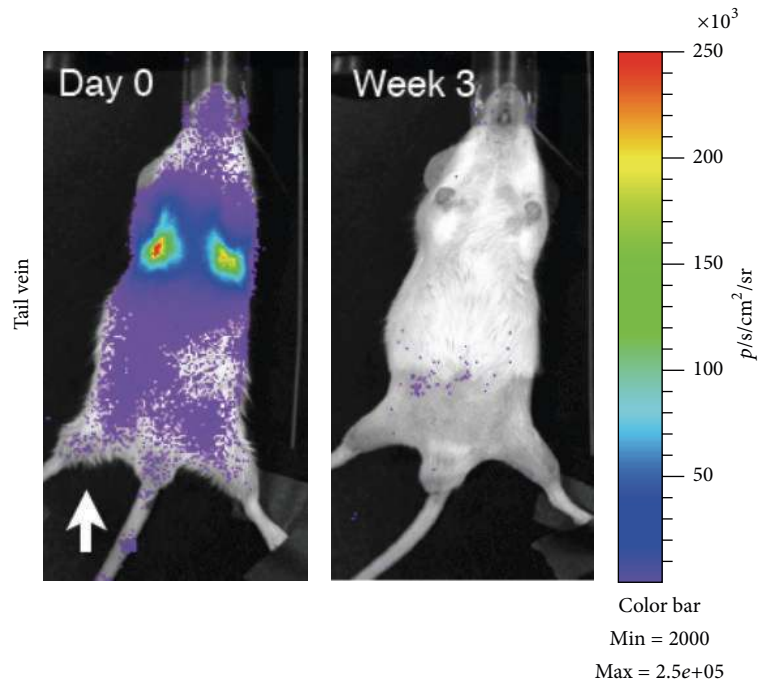 Day 0
Week 3
Tail vein
×10³
250
200
150
100
50
p/s/cm²/sr
Color bar
Min = 2000
Max = 2.5e+05